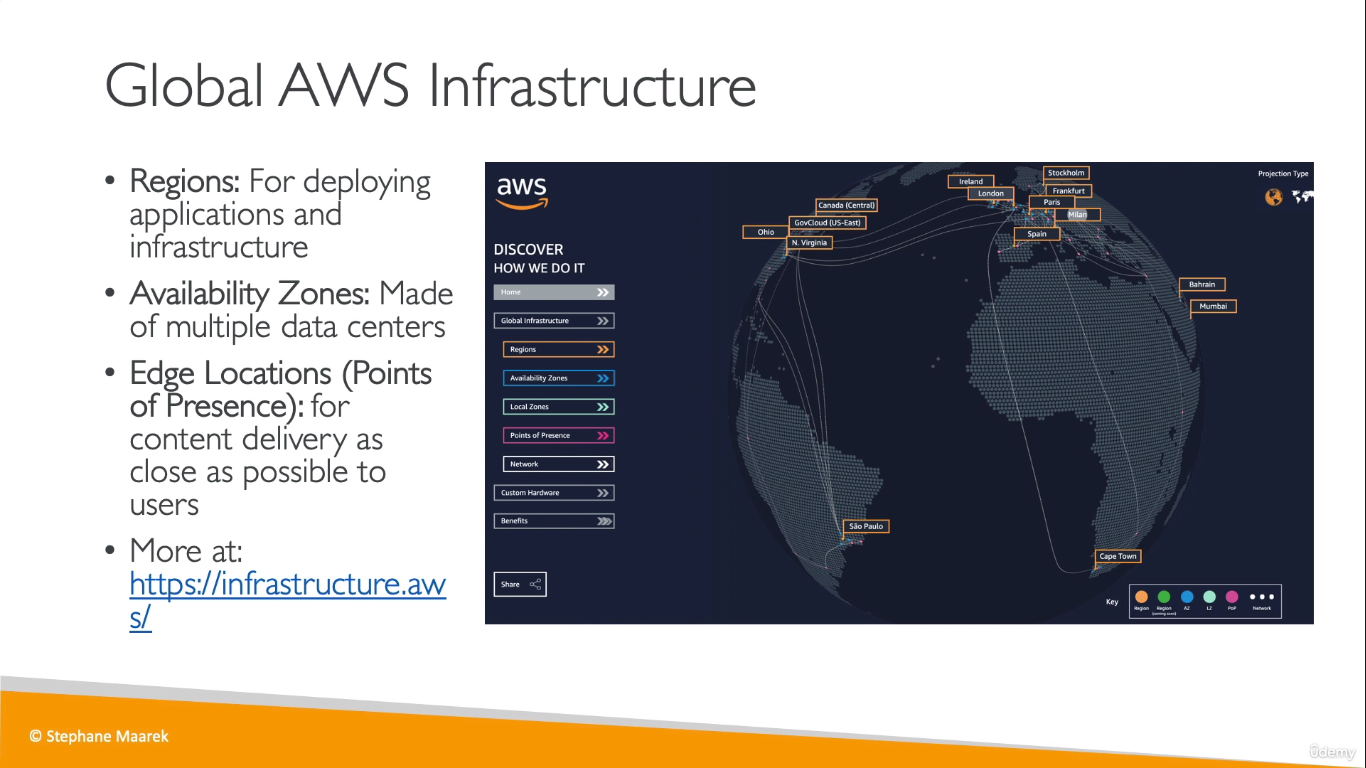 Global AWS Infrastructure
• Regions: For deploying
applications and
infrastructure
• Availability Zones: Made
of multiple data centers
• Edge Locations (Points
of Presence): for
content delivery as
close as possible to
users
• More at:
https://infrastructure.aw
s/
aws
DISCOVER
HOW WE DO IT
Home
Global Infrastructure
Regions
Availability Zones
Local Zones
Points of Presence
Network
Custom Hardware
Benefits
Share
Projection Type
Stockholm
Ireland
Frankfurt
London
Paris
Canada (Central)
Milan
GovCloud (US-East)
Ohio
Spain
N. Virginia
Bahrain
Mumbai
São Paulo
Cape Town
Key
Region
Region
(coming soon)
AZ
LZ
PoP
Network
© Stephane Maarek
ûdemy